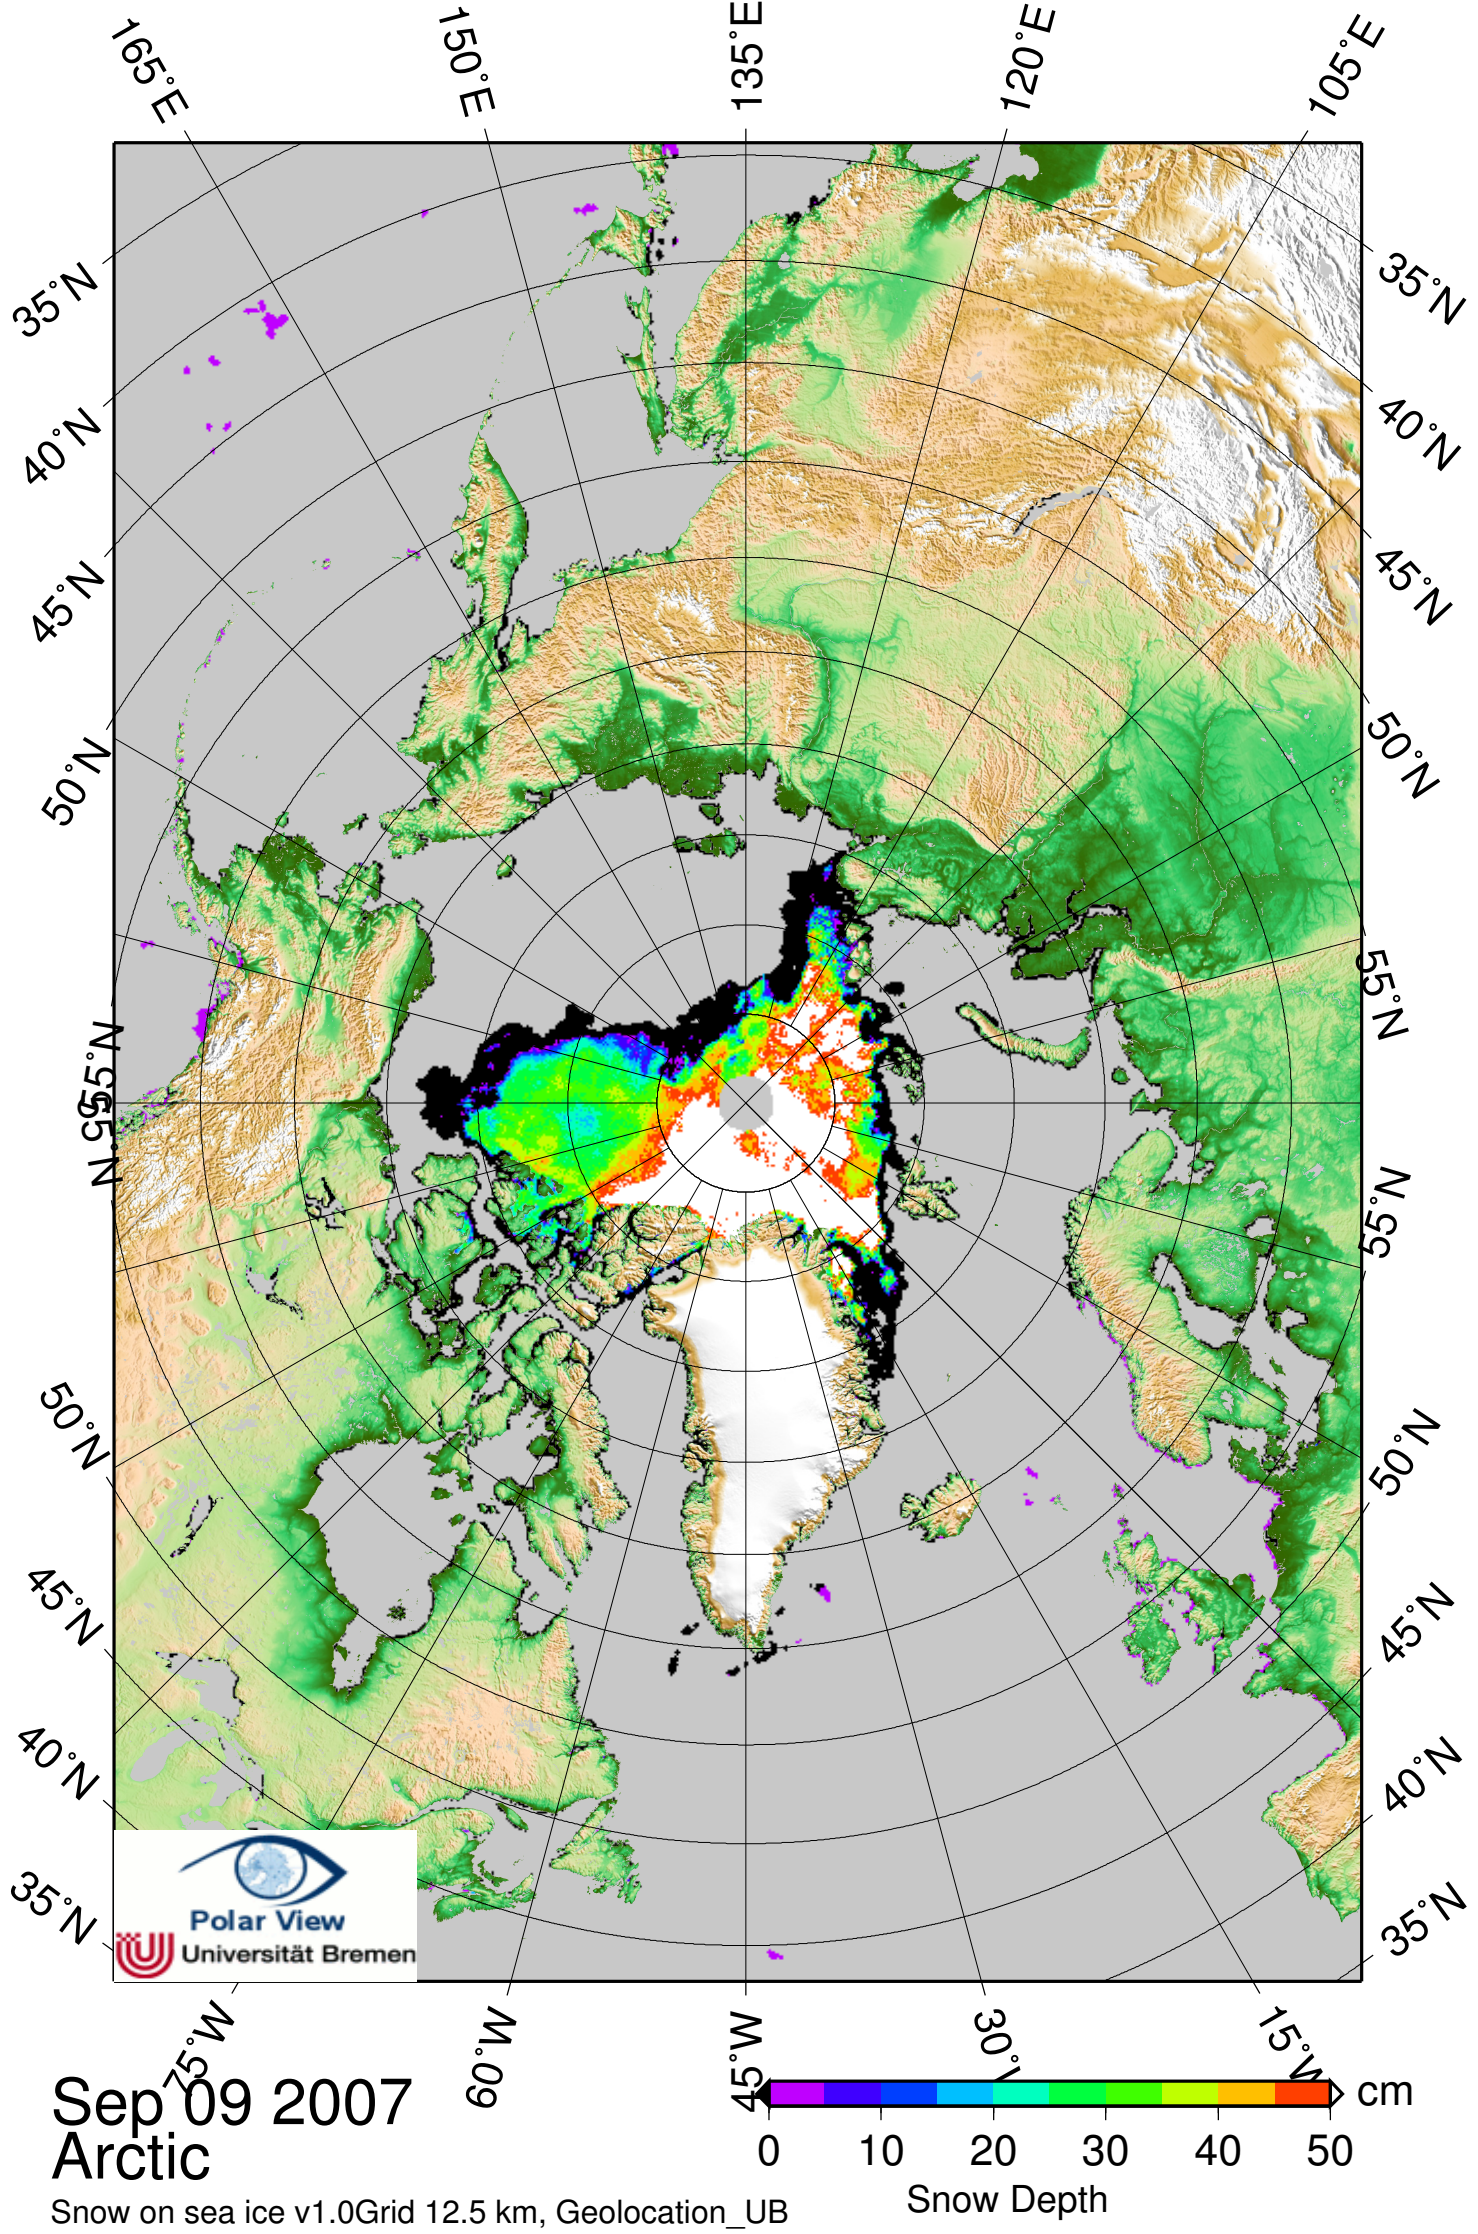 165°E 150°E 135°E 120°E 105°E
35°N 35°N
40°N 40°N
45°N 45°N
50°N 50°N
55°N 55°N
55°N 55°N
50°N 50°N
45°N 45°N
40°N 40°N
35°N 35°N
Polar View
Universität Bremen
75°W 60°W 45°W 30°W 15°W
Sep 09 2007
Arctic
Snow on sea ice v1.0Grid 12.5 km, Geolocation_UB
cm
0 10 20 30 40 50
Snow Depth